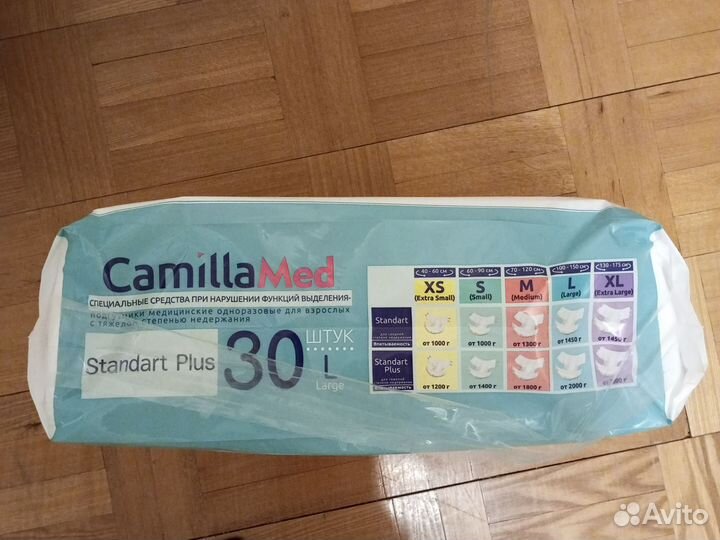 CamillaMed
СПЕЦИАЛЬНЫЕ СРЕДСТВА ПРИ НАРУШЕНИИ ФУНКЦИЙ ВЫДЕЛЕНИЯ-
подгузники медицинские одноразовые для взрослых
с тяжелой степенью недержания
Standart Plus
30 ШТУК
L
Large
40 - 60 СМ 60 - 90 СМ 70 - 120 СМ 100 - 150 СМ 130 - 175 СМ
XS S M L XL
(Extra Small) (Small) (Medium) (Large) (Extra Large)
Standart
Впитываемость
от 1000 г от 1000 г от 1300 г от 1450 г от 1450 г
Standart
Plus
Впитываемость
от 1200 г от 1400 г от 1800 г от 2000 г
Avito